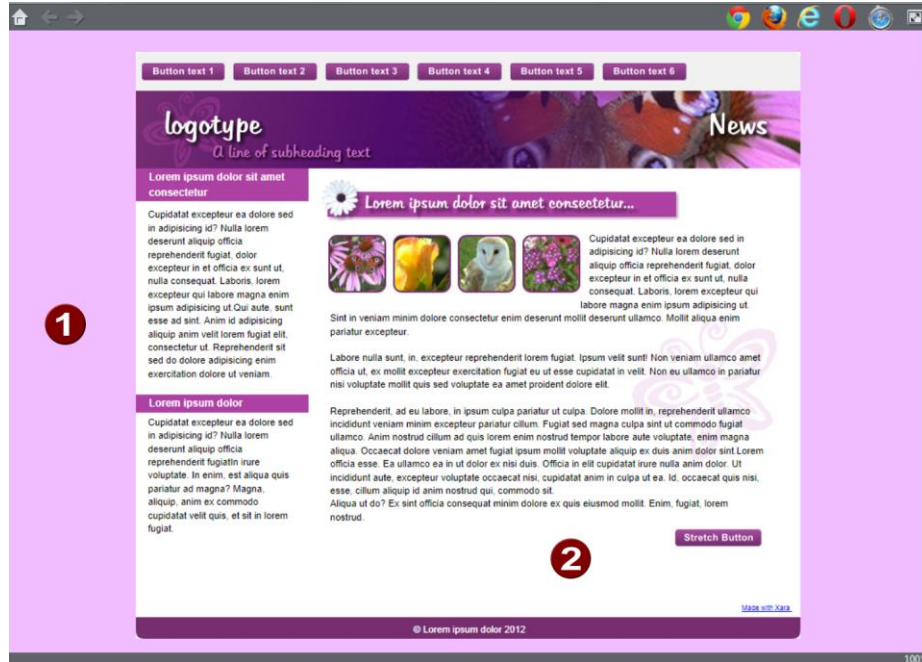 Button text 1 Button text 2 Button text 3 Button text 4 Button text 5 Button text 6
logotype
A line of subheading text
News
Lorem ipsum dolor sit amet
consectetur
Cupidatat excepteur ea dolore sed
in adipisicing id? Nulla lorem
deserunt aliquip officia
reprehenderit fugiat, dolor
excepteur in et officia ex sunt ut,
nulla consequat. Laboris, lorem
excepteur qui labore magna enim
ipsum adipisicing ut.Qui aute, sunt
esse ad sint. Anim id adipisicing
aliquip anim velit lorem fugiat elit,
consectetur ut. Reprehenderit sit
sed do dolore adipisicing enim
exercitation dolore ut veniam.
Lorem ipsum dolor
Cupidatat excepteur ea dolore sed
in adipisicing id? Nulla lorem
deserunt aliquip officia
reprehenderit fugiatIn irure
voluptate. In enim, est aliqua quis
pariatur ad magna? Magna,
aliquip, anim ex commodo
cupidatat velit quis, et sit in lorem
fugiat.
1
Lorem ipsum dolor sit amet consectetur...
Cupidatat excepteur ea dolore sed in
adipisicing id? Nulla lorem deserunt
aliquip officia reprehenderit fugiat, dolor
excepteur in et officia ex sunt ut, nulla
consequat. Laboris, lorem excepteur qui
labore magna enim ipsum adipisicing ut.
Sint in veniam minim dolore consectetur enim deserunt mollit deserunt ullamco. Mollit aliqua enim
pariatur excepteur.
Labore nulla sunt, in, excepteur reprehenderit lorem fugiat. Ipsum velit sunt! Non veniam ullamco amet
officia ut, ex mollit excepteur exercitation fugiat eu ut esse cupidatat in velit. Non eu ullamco in pariatur
nisi voluptate mollit quis sed voluptate ea amet proident dolore elit.
Reprehenderit, ad eu labore, in ipsum culpa pariatur ut culpa. Dolore mollit in, reprehenderit ullamco
incididunt veniam minim excepteur pariatur cillum. Fugiat sed magna culpa sint ut commodo fugiat
ullamco. Anim nostrud cillum ad quis lorem enim nostrud tempor labore aute voluptate, enim magna
aliqua. Occaecat dolore veniam amet fugiat ipsum mollit voluptate aliquip ex duis anim dolor sint.Lorem
officia esse. Ea ullamco ea in ut dolor ex nisi duis. Officia in elit cupidatat irure nulla anim dolor. Ut
incididunt aute, excepteur voluptate occaecat nisi, cupidatat anim in culpa ut ea. Id, occaecat quis nisi,
esse, cillum aliquip id anim nostrud qui, commodo sit.
Aliqua ut do? Ex sint officia consequat minim dolore ex quis eiusmod mollit. Enim, fugiat, lorem
nostrud.
Stretch Button
2
Made with Xara
© Lorem ipsum dolor 2012